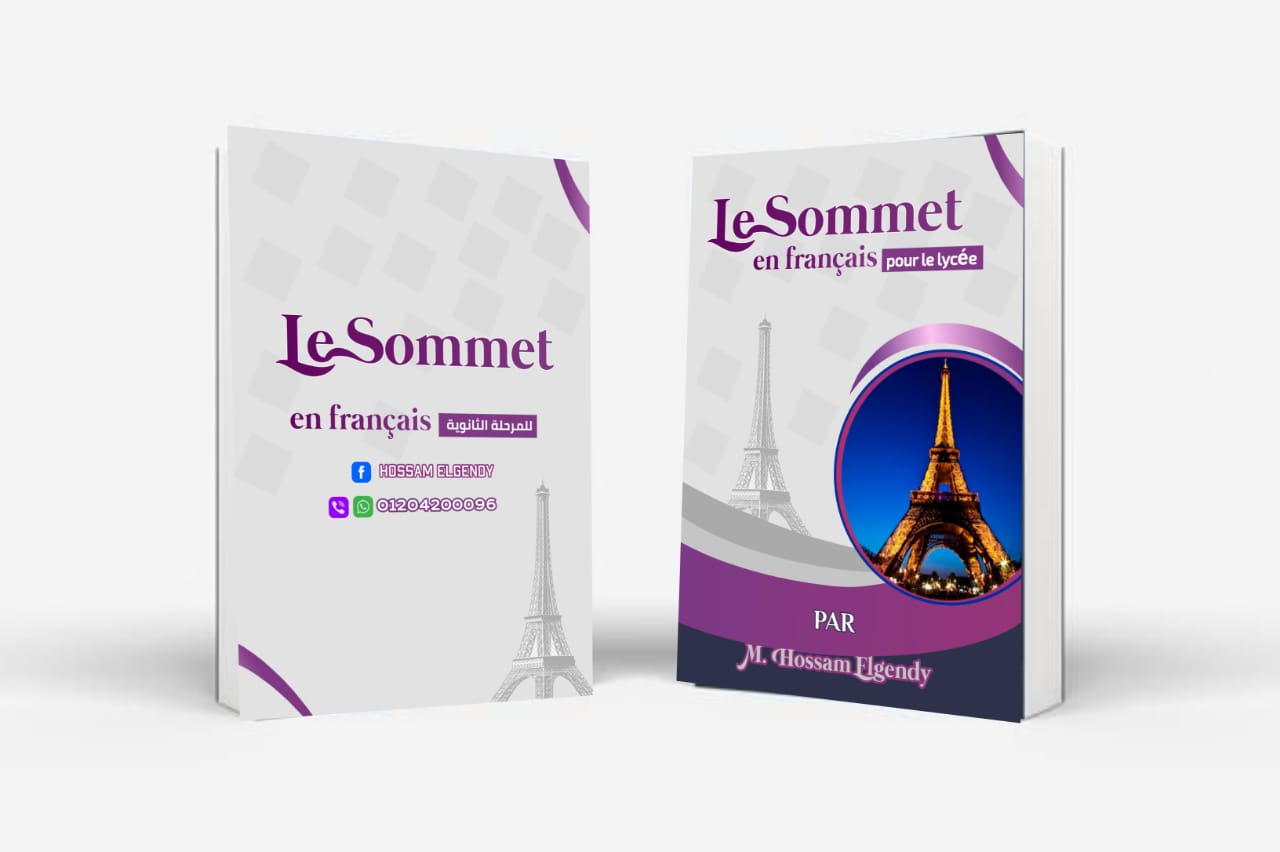 Le Sommet
en français للمرحلة الثانوية
HOSSAM ELGENDY
01204200096
Le Sommet
en français pour le lycée
PAR
M. Hossam Elgendy